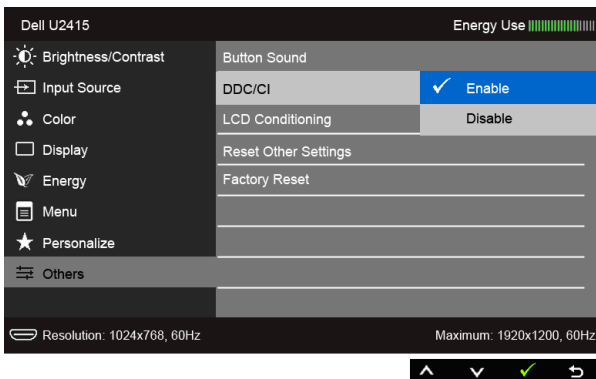 Dell U2415
Energy Use
Brightness/Contrast
Input Source
Color
Display
Energy
Menu
Personalize
Others
Button Sound
DDC/CI
LCD Conditioning
Reset Other Settings
Factory Reset
Enable
Disable
Resolution: 1024x768, 60Hz
Maximum: 1920x1200, 60Hz